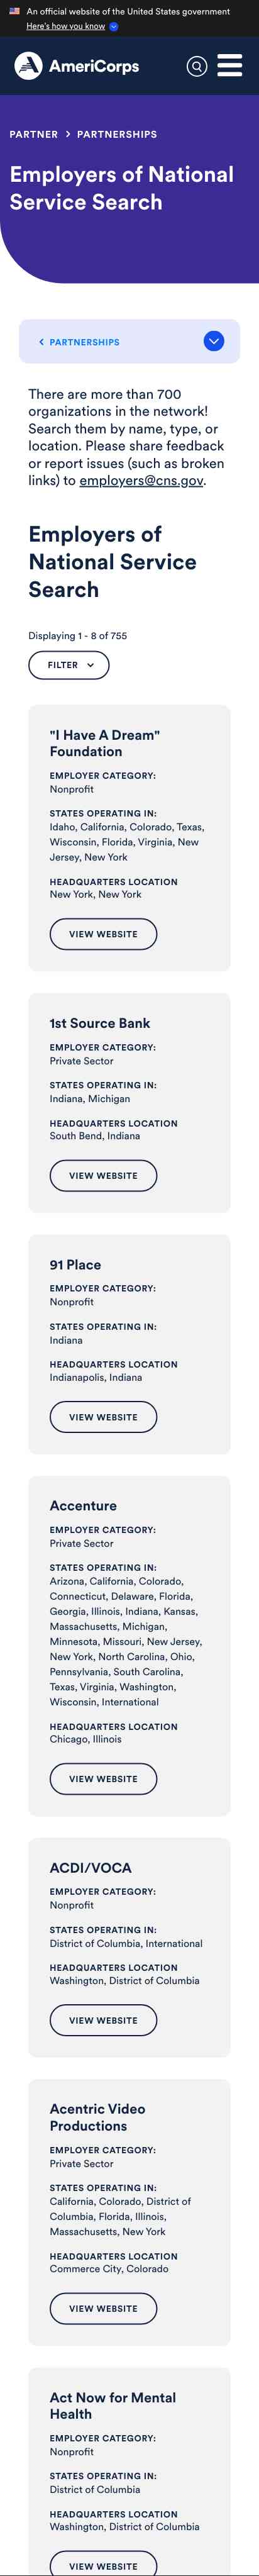 An official website of the United States government
Here's how you know
AmeriCorps
PARTNER > PARTNERSHIPS
Employers of National
Service Search
< PARTNERSHIPS
There are more than 700
organizations in the network!
Search them by name, type, or
location. Please share feedback
or report issues (such as broken
links) to employers@cns.gov.
Employers of
National Service
Search
Displaying 1 - 8 of 755
FILTER
"I Have A Dream"
Foundation
EMPLOYER CATEGORY:
Nonprofit
STATES OPERATING IN:
Idaho, California, Colorado, Texas,
Wisconsin, Florida, Virginia, New
Jersey, New York
HEADQUARTERS LOCATION
New York, New York
VIEW WEBSITE
1st Source Bank
EMPLOYER CATEGORY:
Private Sector
STATES OPERATING IN:
Indiana, Michigan
HEADQUARTERS LOCATION
South Bend, Indiana
VIEW WEBSITE
91 Place
EMPLOYER CATEGORY:
Nonprofit
STATES OPERATING IN:
Indiana
HEADQUARTERS LOCATION
Indianapolis, Indiana
VIEW WEBSITE
Accenture
EMPLOYER CATEGORY:
Private Sector
STATES OPERATING IN:
Arizona, California, Colorado,
Connecticut, Delaware, Florida,
Georgia, Illinois, Indiana, Kansas,
Massachusetts, Michigan,
Minnesota, Missouri, New Jersey,
New York, North Carolina, Ohio,
Pennsylvania, South Carolina,
Texas, Virginia, Washington,
Wisconsin, International
HEADQUARTERS LOCATION
Chicago, Illinois
VIEW WEBSITE
ACDI/VOCA
EMPLOYER CATEGORY:
Nonprofit
STATES OPERATING IN:
District of Columbia, International
HEADQUARTERS LOCATION
Washington, District of Columbia
VIEW WEBSITE
Acentric Video
Productions
EMPLOYER CATEGORY:
Private Sector
STATES OPERATING IN:
California, Colorado, District of
Columbia, Florida, Illinois,
Massachusetts, New York
HEADQUARTERS LOCATION
Commerce City, Colorado
VIEW WEBSITE
Act Now for Mental
Health
EMPLOYER CATEGORY:
Nonprofit
STATES OPERATING IN:
District of Columbia
HEADQUARTERS LOCATION
Washington, District of Columbia
VIEW WEBSITE